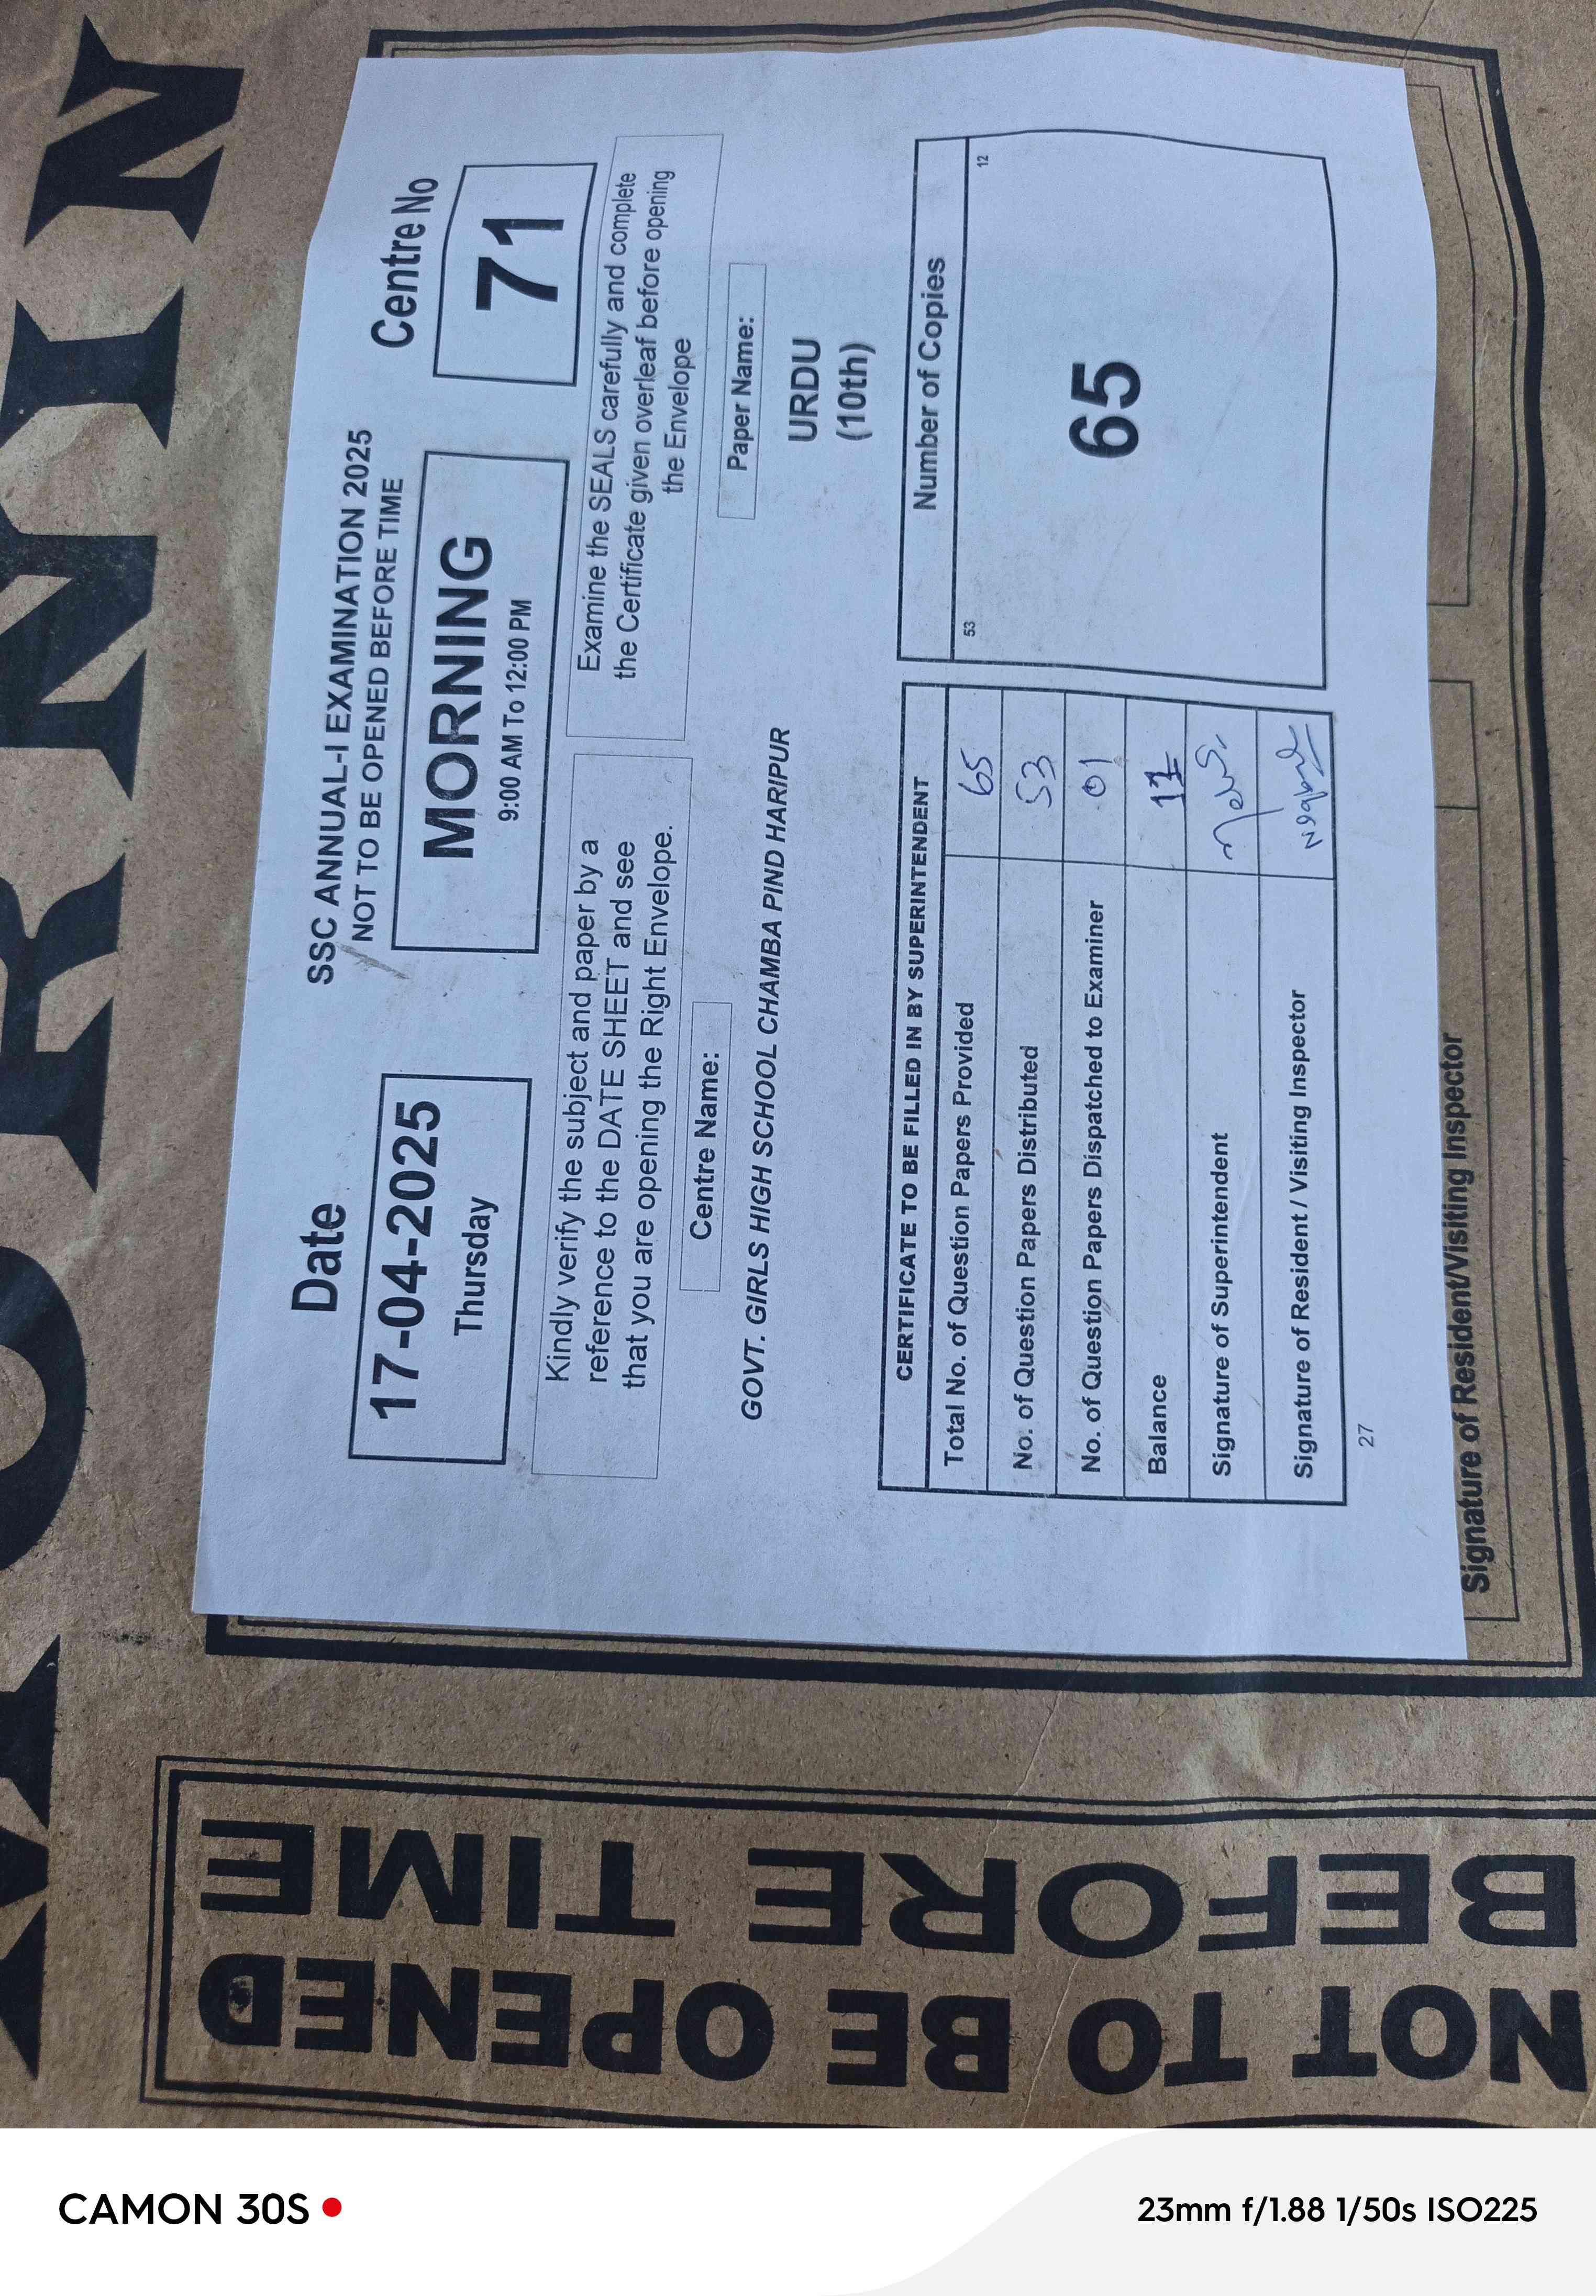 MORNIN
Date
17-04-2025
Thursday
SSC ANNUAL-I EXAMINATION 2025
NOT TO BE OPENED BEFORE TIME
MORNING
9:00 AM To 12:00 PM
Centre No
71
Kindly verify the subject and paper by a
reference to the DATE SHEET and see
that you are opening the Right Envelope.
Examine the SEALS carefully and complete
the Certificate given overleaf before opening
the Envelope
Centre Name:
GOVT. GIRLS HIGH SCHOOL CHAMBA PIND HARIPUR
Paper Name:
URDU
(10th)
CERTIFICATE TO BE FILLED IN BY SUPERINTENDENT
Total No. of Question Papers Provided 65
No. of Question Papers Distributed 53
No. of Question Papers Dispatched to Examiner 01
Balance 11
Signature of Superintendent
Signature of Resident / Visiting Inspector
Number of Copies
53 12
65
27
Signature of Resident/Visiting Inspector
NOT TO BE OPENED
BEFORE TIME
CAMON 30S
23mm f/1.88 1/50s ISO225